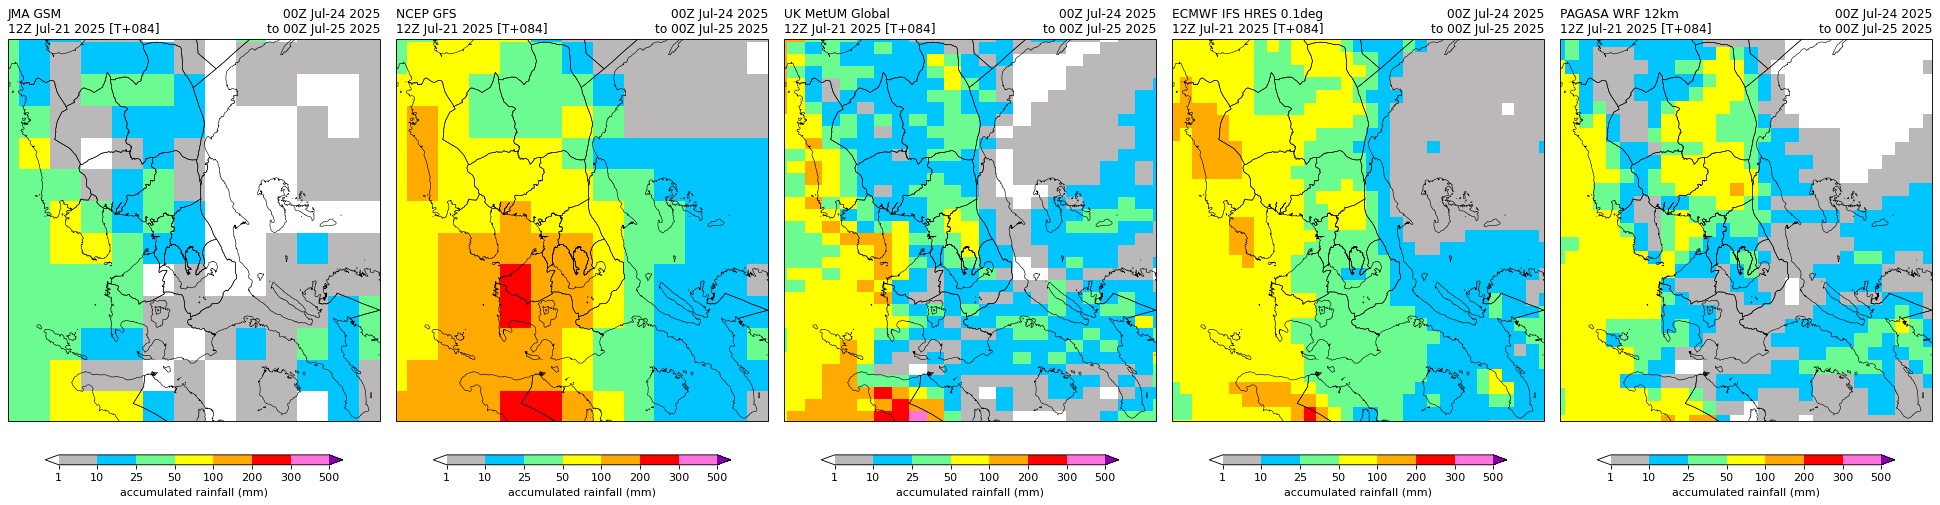 JMA GSM 00Z Jul-24 2025
12Z Jul-21 2025 [T+084] to 00Z Jul-25 2025
NCEP GFS 00Z Jul-24 2025
12Z Jul-21 2025 [T+084] to 00Z Jul-25 2025
UK MetUM Global 00Z Jul-24 2025
12Z Jul-21 2025 [T+084] to 00Z Jul-25 2025
ECMWF IFS HRES 0.1deg 00Z Jul-24 2025
12Z Jul-21 2025 [T+084] to 00Z Jul-25 2025
PAGASA WRF 12km 00Z Jul-24 2025
12Z Jul-21 2025 [T+084] to 00Z Jul-25 2025
1 10 25 50 100 200 300 500
accumulated rainfall (mm)
1 10 25 50 100 200 300 500
accumulated rainfall (mm)
1 10 25 50 100 200 300 500
accumulated rainfall (mm)
1 10 25 50 100 200 300 500
accumulated rainfall (mm)
1 10 25 50 100 200 300 500
accumulated rainfall (mm)